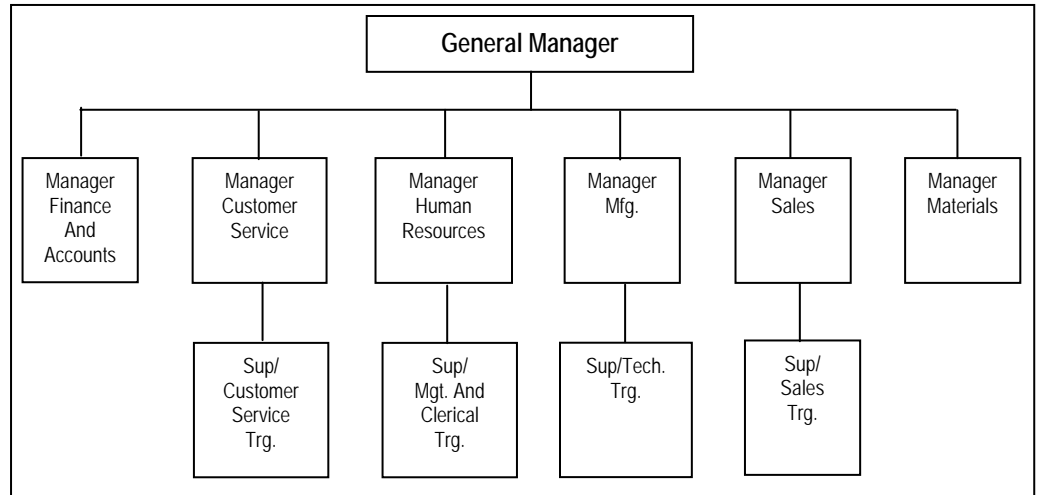 General Manager
Manager
Finance
And
Accounts
Manager
Customer
Service
Manager
Human
Resources
Manager
Mfg.
Manager
Sales
Manager
Materials
Sup/
Customer
Service
Trg.
Sup/
Mgt. And
Clerical
Trg.
Sup/Tech.
Trg.
Sup/
Sales
Trg.